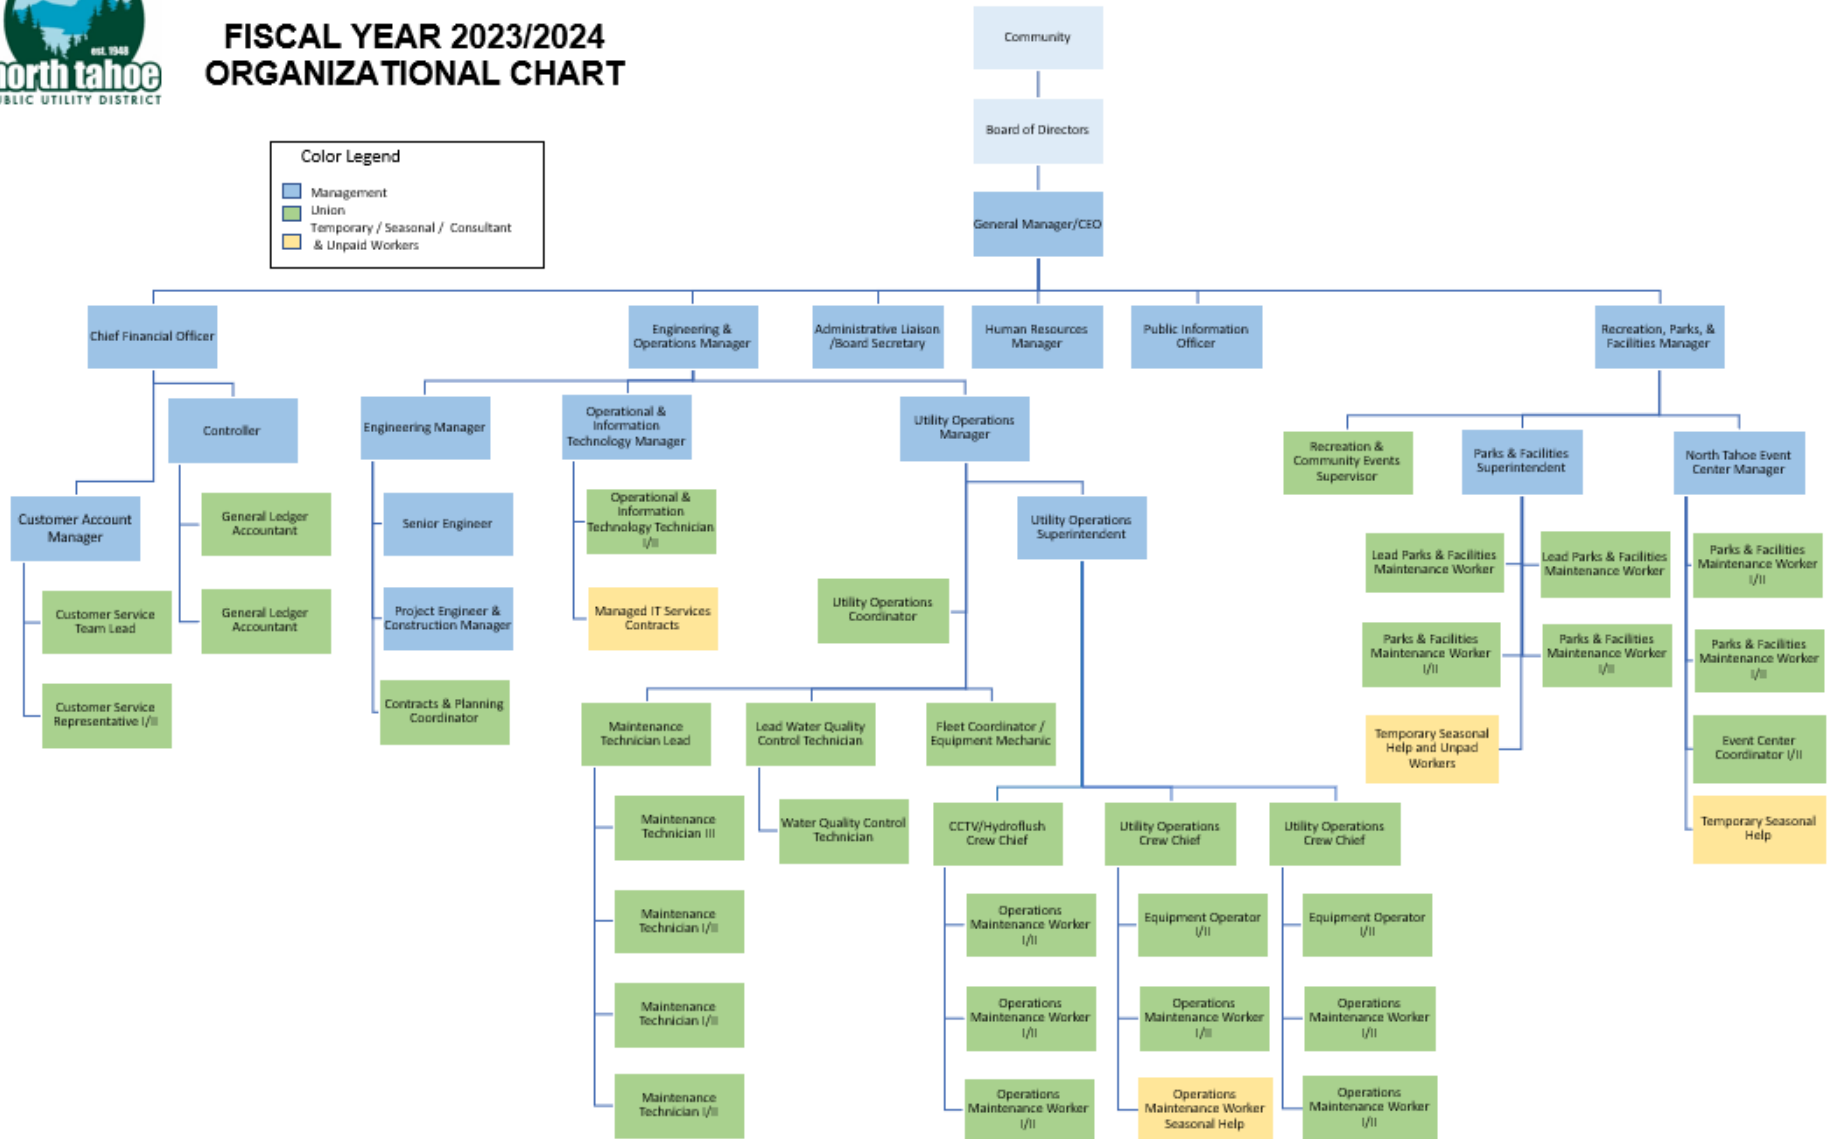 est. 1948
north tahoe
PUBLIC UTILITY DISTRICT
FISCAL YEAR 2023/2024
ORGANIZATIONAL CHART
Color Legend
Management
Union
Temporary / Seasonal / Consultant
& Unpaid Workers
Community
Board of Directors
General Manager/CEO
Chief Financial Officer
Engineering &
Operations Manager
Administrative Liaison
/Board Secretary
Human Resources
Manager
Public Information
Officer
Recreation, Parks, &
Facilities Manager
Controller
Customer Account
Manager
General Ledger
Accountant
General Ledger
Accountant
Customer Service
Team Lead
Customer Service
Representative I/II
Engineering Manager
Senior Engineer
Project Engineer &
Construction Manager
Contracts & Planning
Coordinator
Operational &
Information
Technology Manager
Operational &
Information
Technology Technician
I/II
Managed IT Services
Contracts
Utility Operations
Manager
Utility Operations
Superintendent
Utility Operations
Coordinator
Maintenance
Technician Lead
Lead Water Quality
Control Technician
Fleet Coordinator /
Equipment Mechanic
Maintenance
Technician III
Maintenance
Technician I/II
Maintenance
Technician I/II
Maintenance
Technician I/II
Water Quality Control
Technician
CCTV/Hydroflush
Crew Chief
Utility Operations
Crew Chief
Utility Operations
Crew Chief
Operations
Maintenance Worker
I/II
Operations
Maintenance Worker
I/II
Operations
Maintenance Worker
I/II
Equipment Operator
I/II
Operations
Maintenance Worker
I/II
Operations
Maintenance Worker
Seasonal Help
Equipment Operator
I/II
Operations
Maintenance Worker
I/II
Operations
Maintenance Worker
I/II
Recreation &
Community Events
Supervisor
Parks & Facilities
Superintendent
North Tahoe Event
Center Manager
Lead Parks & Facilities
Maintenance Worker
Lead Parks & Facilities
Maintenance Worker
Parks & Facilities
Maintenance Worker
I/II
Parks & Facilities
Maintenance Worker
I/II
Temporary Seasonal
Help and Unpad
Workers
Parks & Facilities
Maintenance Worker
I/II
Parks & Facilities
Maintenance Worker
I/II
Event Center
Coordinator I/II
Temporary Seasonal
Help